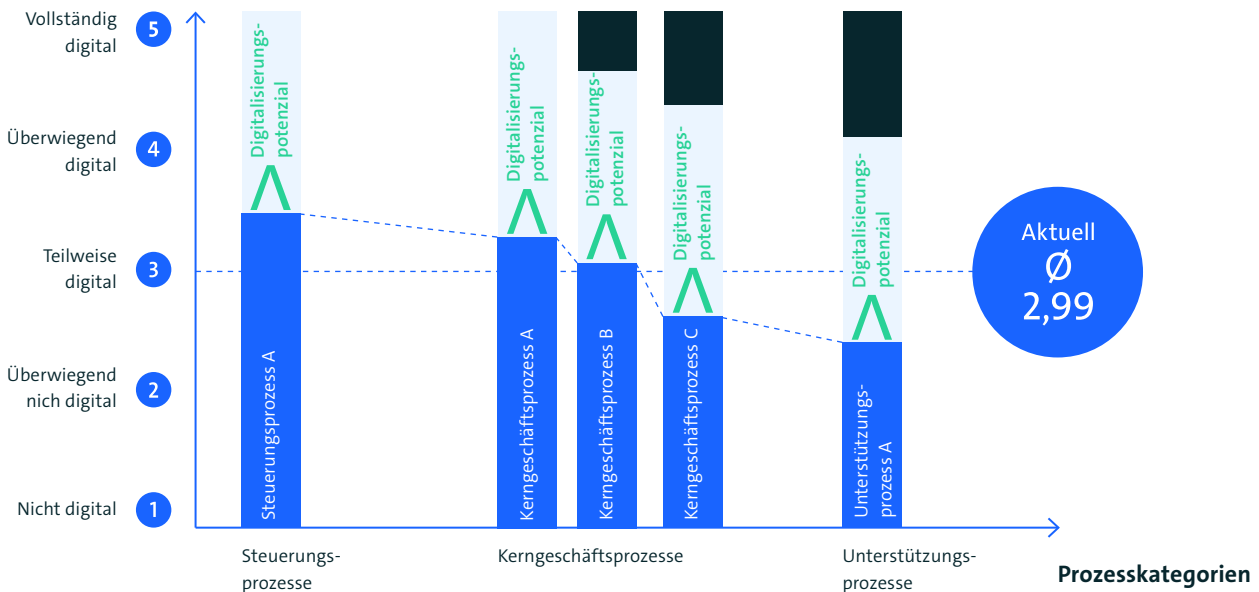 Vollständig
digital
5
Überwiegend
digital
4
Teilweise
digital
3
Überwiegend
nich digital
2
Nicht digital
1
Digitalisierungs-
potenzial
Steuerungsprozess A
Digitalisierungs-
potenzial
Kerngeschäftsprozess A
Digitalisierungs-
potenzial
Kerngeschäftsprozess B
Digitalisierungs-
potenzial
Kerngeschäftsprozess C
Digitalisierungs-
potenzial
Unterstützungs-
prozess A
Aktuell
Ø
2,99
Steuerungs-
prozesse
Kerngeschäftsprozesse
Unterstützungs-
prozesse
Prozesskategorien